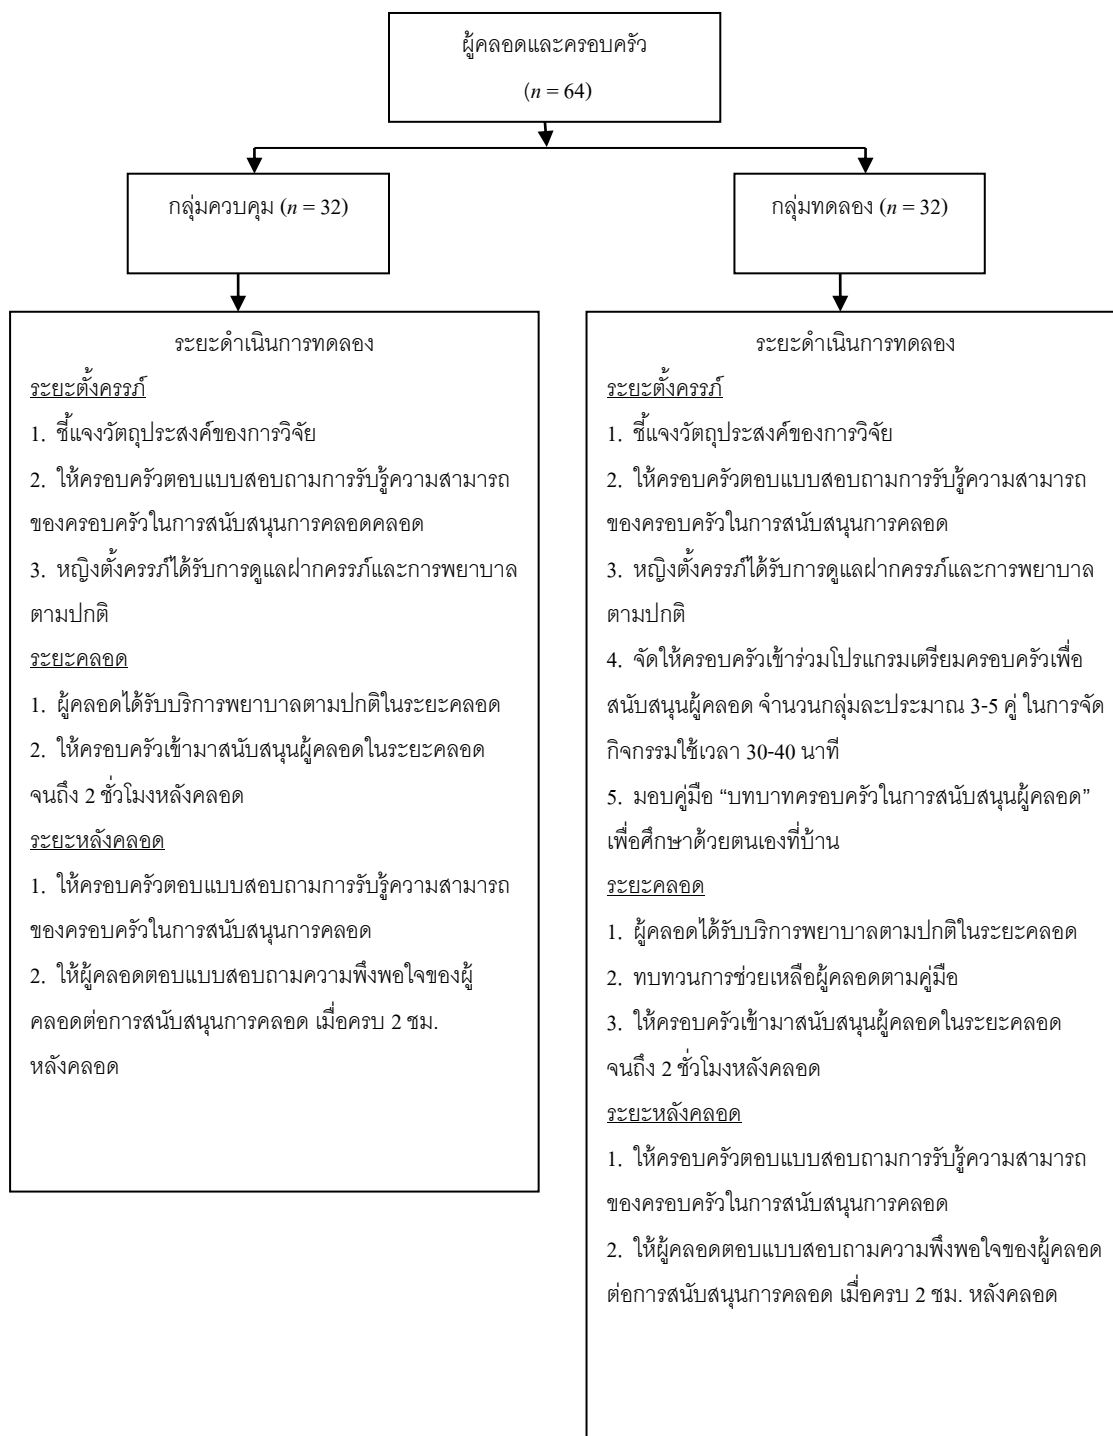 ผู้คลอดและครอบครัว
(n = 64)
กลุ่มควบคุม (n = 32)
กลุ่มทดลอง (n = 32)
ระยะดำเนินการทดลอง
ระยะตั้งครรภ์
1. ชี้แจงวัตถุประสงค์ของการวิจัย
2. ให้ครอบครัวตอบแบบสอบถามการรับรู้ความสามารถ
ของครอบครัวในการสนับสนุนการคลอดคลอด
3. หญิงตั้งครรภ์ได้รับการดูแลฝากครรภ์และการพยาบาล
ตามปกติ
ระยะคลอด
1. ผู้คลอดได้รับบริการพยาบาลตามปกติในระยะคลอด
2. ให้ครอบครัวเข้ามาสนับสนุนผู้คลอดในระยะคลอด
จนถึง 2 ชั่วโมงหลังคลอด
ระยะหลังคลอด
1. ให้ครอบครัวตอบแบบสอบถามการรับรู้ความสามารถ
ของครอบครัวในการสนับสนุนการคลอด
2. ให้ผู้คลอดตอบแบบสอบถามความพึงพอใจของผู้
คลอดต่อการสนับสนุนการคลอด เมื่อครบ 2 ชม.
หลังคลอด
ระยะดำเนินการทดลอง
ระยะตั้งครรภ์
1. ชี้แจงวัตถุประสงค์ของการวิจัย
2. ให้ครอบครัวตอบแบบสอบถามการรับรู้ความสามารถ
ของครอบครัวในการสนับสนุนการคลอด
3. หญิงตั้งครรภ์ได้รับการดูแลฝากครรภ์และการพยาบาล
ตามปกติ
4. จัดให้ครอบครัวเข้าร่วมโปรแกรมเตรียมครอบครัวเพื่อ
สนับสนุนผู้คลอด จำนวนกลุ่มละประมาณ 3-5 คู่ ในการจัด
กิจกรรมใช้เวลา 30-40 นาที
5. มอบคู่มือ “บทบาทครอบครัวในการสนับสนุนผู้คลอด”
เพื่อศึกษาด้วยตนเองที่บ้าน
ระยะคลอด
1. ผู้คลอดได้รับบริการพยาบาลตามปกติในระยะคลอด
2. ทบทวนการช่วยเหลือผู้คลอดตามคู่มือ
3. ให้ครอบครัวเข้ามาสนับสนุนผู้คลอดในระยะคลอด
จนถึง 2 ชั่วโมงหลังคลอด
ระยะหลังคลอด
1. ให้ครอบครัวตอบแบบสอบถามการรับรู้ความสามารถ
ของครอบครัวในการสนับสนุนการคลอด
2. ให้ผู้คลอดตอบแบบสอบถามความพึงพอใจของผู้คลอด
ต่อการสนับสนุนการคลอด เมื่อครบ 2 ชม. หลังคลอด